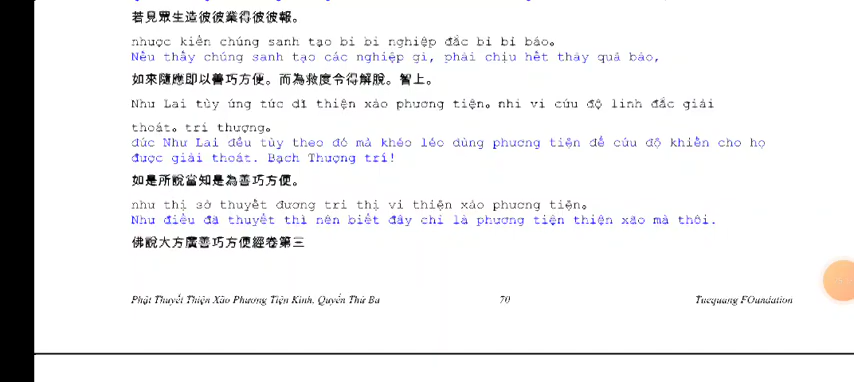 若見眾生造彼彼業得彼彼報。
nhược kiến chúng sanh tạo bỉ bỉ nghiệp đắc bỉ bỉ báo。
Nếu thấy chúng sanh tạo các nghiệp gì, phải chịu hết thảy quả báo,
如來隨應即以善巧方便。而為救度令得解脫。智上。
Như Lai tùy ứng tức dĩ thiện xảo phương tiện。nhi vi cứu độ linh đắc giải
thoát。trí thượng。
đức Như Lai đều tùy theo đó mà khéo léo dùng phương tiện để cứu độ khiến cho họ
được giải thoát. Bạch Thượng trí!
如是所說當知是為善巧方便。
như thị sở thuyết đương tri thị vi thiện xảo phương tiện。
Như điều đã thuyết thì nên biết đây chỉ là phương tiện thiện xão mà thôi.
佛說大方廣善巧方便經卷第三
Phật Thuyết Thiện Xảo Phương Tiện Kinh, Quyển Thứ Ba 70 Tuequang FOundation